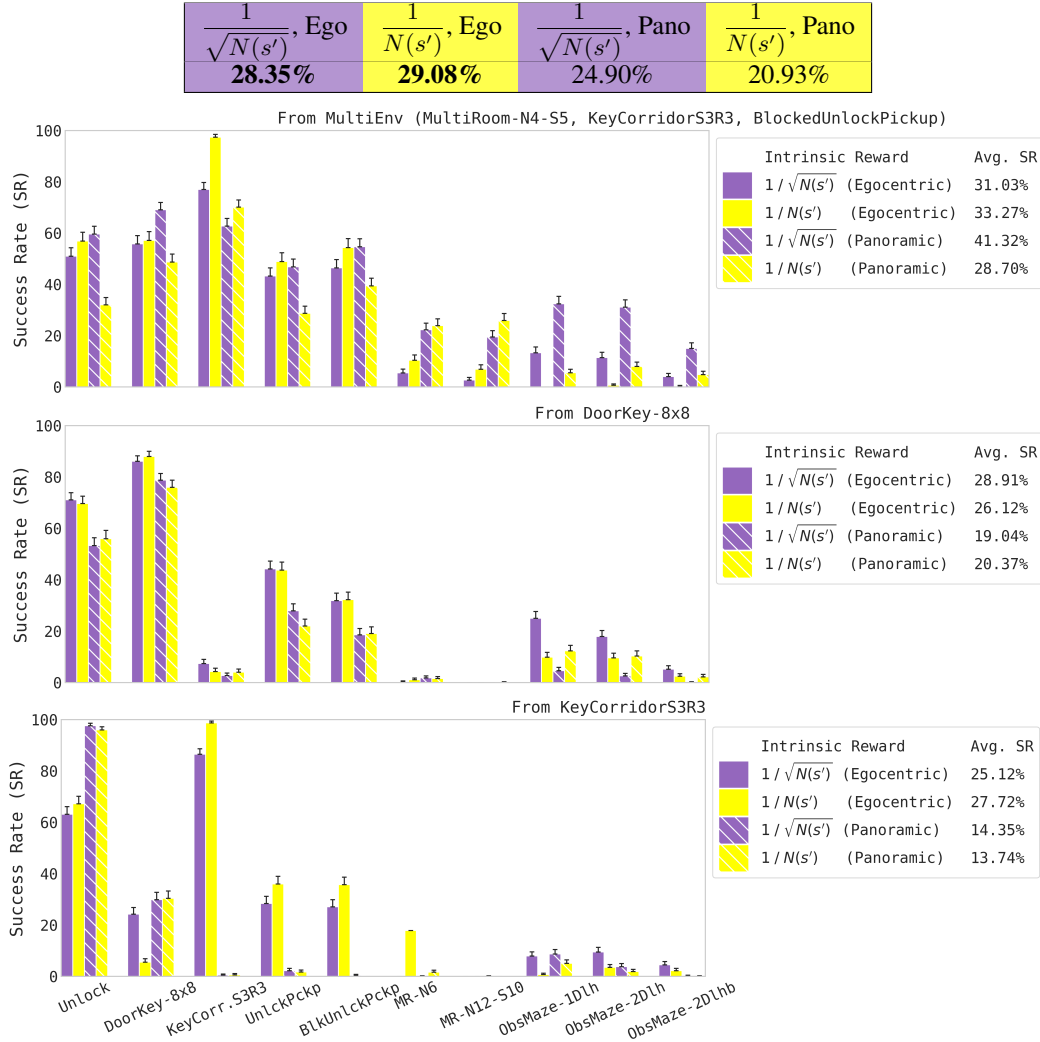 1/√N(s′), Ego 1/N(s′), Ego 1/√N(s′), Pano 1/N(s′), Pano
28.35% 29.08% 24.90% 20.93%
From MultiEnv (MultiRoom-N4-S5, KeyCorridorS3R3, BlockedUnlockPickup)
Success Rate (SR)
100
80
60
40
20
0
Intrinsic Reward Avg. SR
1 / √N(s′) (Egocentric) 31.03%
1 / N(s′) (Egocentric) 33.27%
1 / √N(s′) (Panoramic) 41.32%
1 / N(s′) (Panoramic) 28.70%
From DoorKey-8x8
Success Rate (SR)
100
80
60
40
20
0
Intrinsic Reward Avg. SR
1 / √N(s′) (Egocentric) 28.91%
1 / N(s′) (Egocentric) 26.12%
1 / √N(s′) (Panoramic) 19.04%
1 / N(s′) (Panoramic) 20.37%
From KeyCorridorS3R3
Success Rate (SR)
100
80
60
40
20
0
Intrinsic Reward Avg. SR
1 / √N(s′) (Egocentric) 25.12%
1 / N(s′) (Egocentric) 27.72%
1 / √N(s′) (Panoramic) 14.35%
1 / N(s′) (Panoramic) 13.74%
Unlock
DoorKey-8x8
KeyCorr.S3R3
UnlckPckp
BlkUnlckPckp
MR-N6
MR-N12-S10
ObsMaze-1Dlh
ObsMaze-2Dlh
ObsMaze-2Dlhb